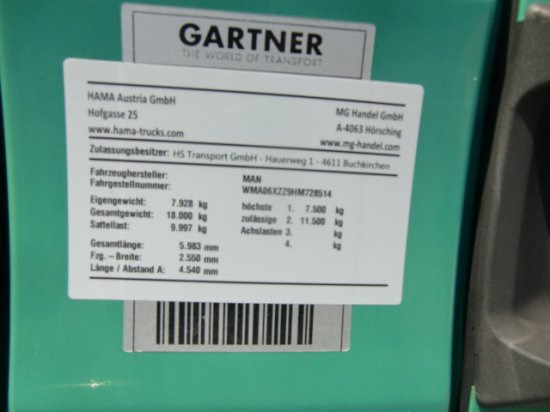 GARTNER
THE WORLD OF TRANSPORT
HAMA Austria GmbH MG Handel GmbH
Hofgasse 25 A-4063 Hörsching
www.hama-trucks.com www.mg-handel.com
Zulassungsbesitzer: HS Transport GmbH - Hauerweg 1 - 4611 Buchkirchen
Fahrzeughersteller: MAN
Fahrgestellnummer: WMA06XZZ9HM728514
Eigengewicht: 7.928 kg höchste 1. 7.500 kg
Gesamtgewicht: 18.000 kg zulässige 2. 11.500 kg
Sattellast: 9.997 kg Achslasten 3. kg
4. kg
Gesamtlänge: 5.983 mm
Fzg. – Breite: 2.550 mm
Länge / Abstand A: 4.540 mm